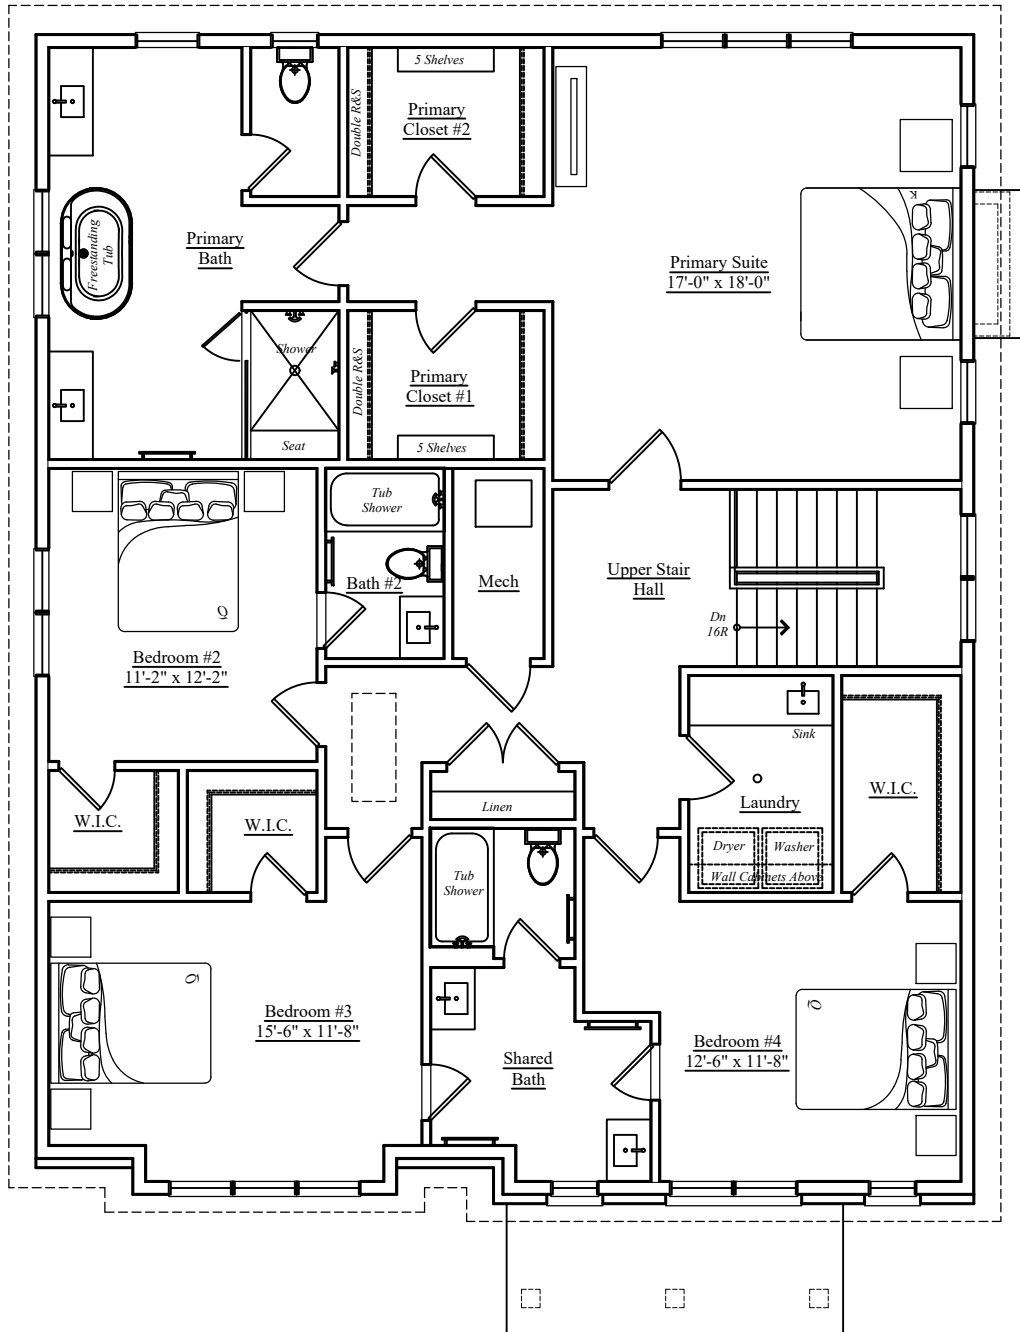 5 Shelves
Double R&S
Primary
Closet #2
K
Freestanding
Tub
Primary
Bath
Primary Suite
17'-0" x 18'-0"
Shower
Double R&S
Primary
Closet #1
Seat
5 Shelves
Tub
Shower
Bath #2
Mech
Upper Stair
Hall
Q
Dn
16R
Bedroom #2
11'-2" x 12'-2"
Sink
W.I.C.
W.I.C.
Linen
Laundry
W.I.C.
Dryer
Washer
Wall Cabinets Above
Tub
Shower
Q
Q
Bedroom #3
15'-6" x 11'-8"
Shared
Bath
Bedroom #4
12'-6" x 11'-8"